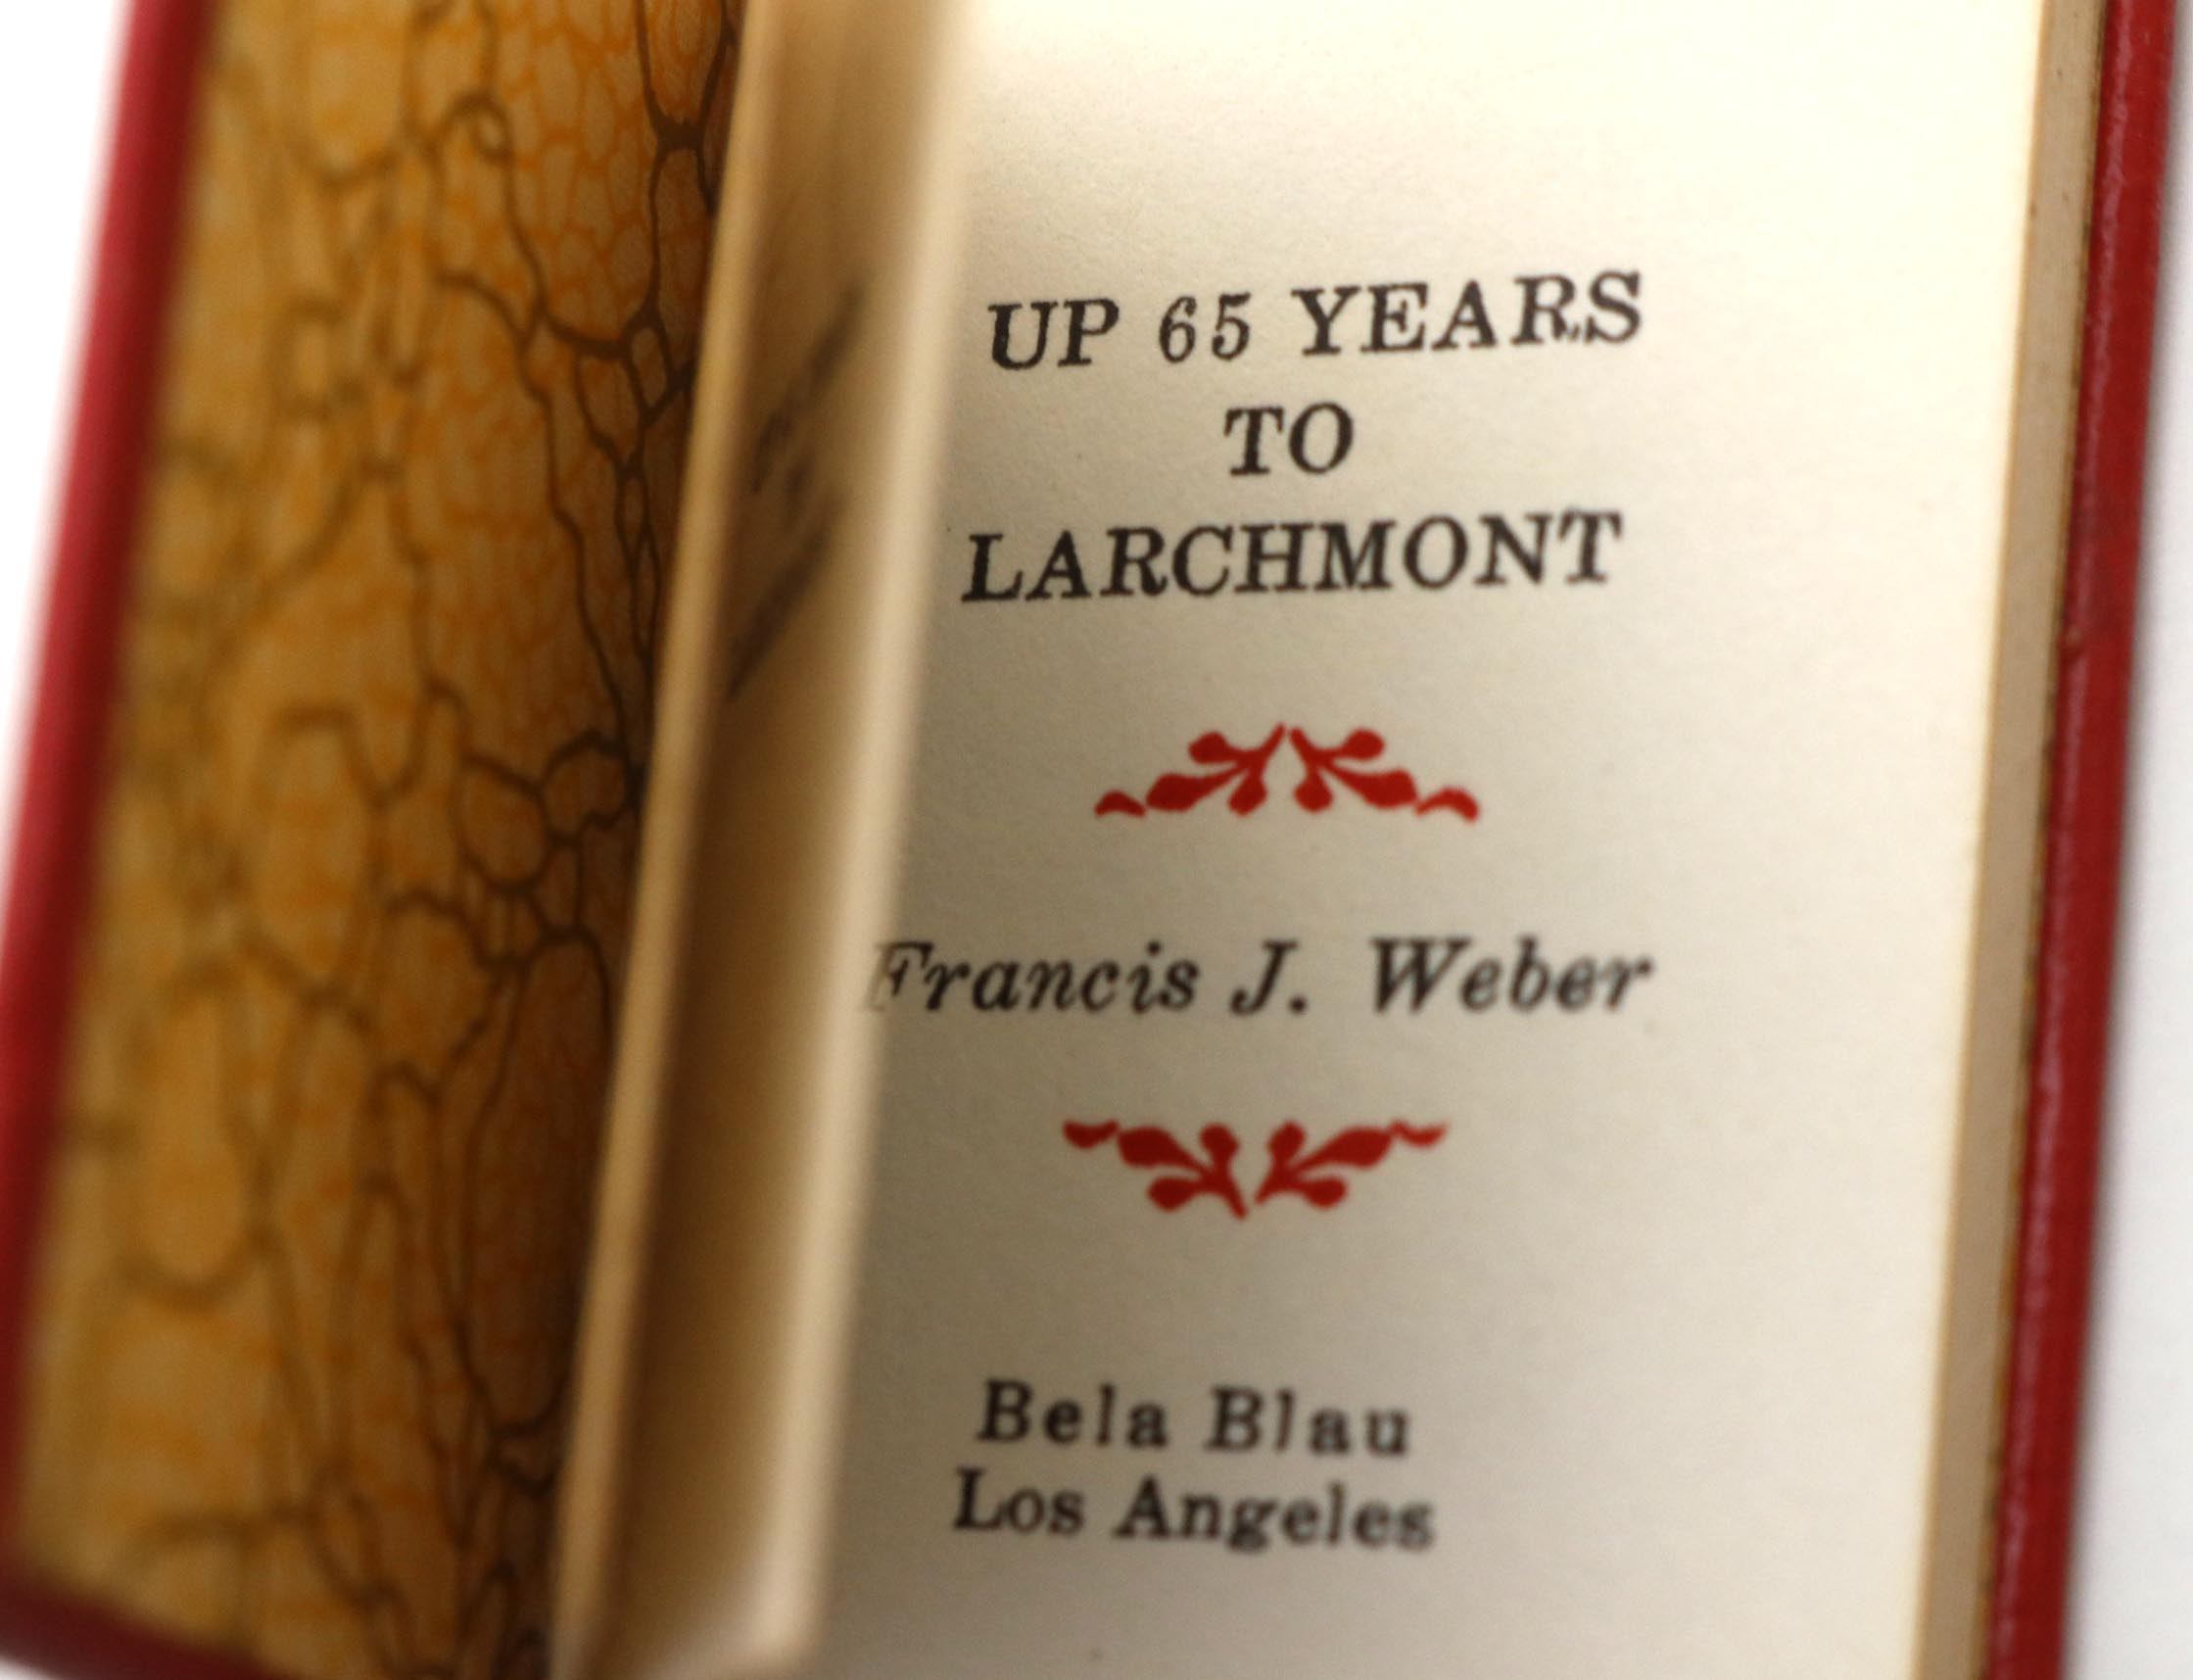 UP 65 YEARS
TO
LARCHMONT
Francis J. Weber
Bela Blau
Los Angeles